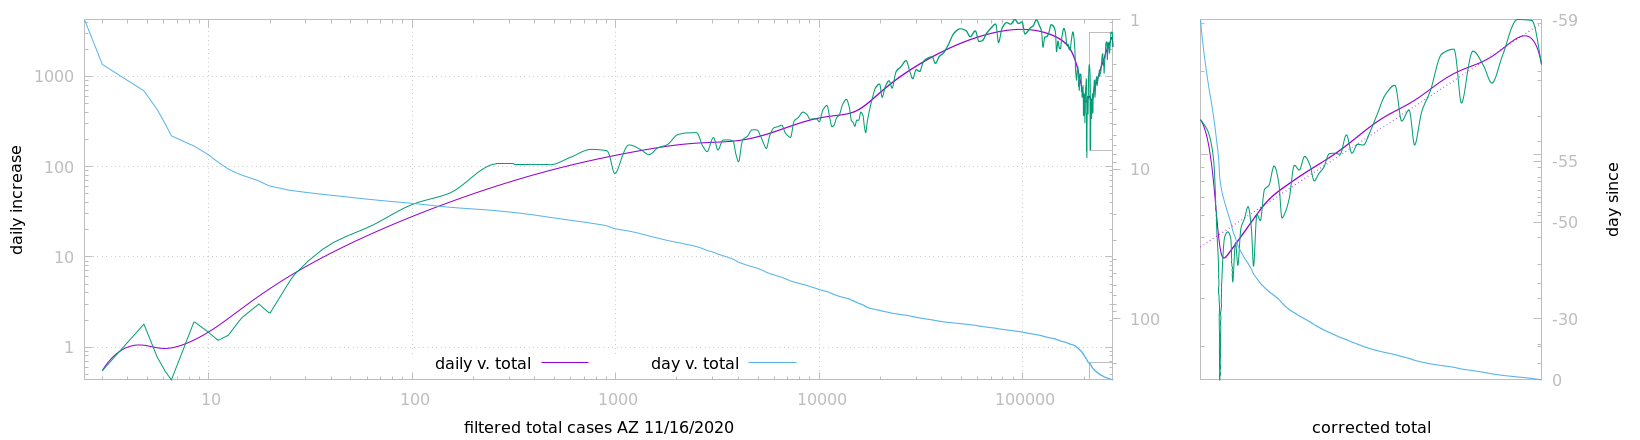 1000
100
10
1
daily increase
10
100
1000
10000
100000
filtered total cases AZ 11/16/2020
daily v. total
day v. total
1
10
100
-59
-55
-50
-30
0
day since
corrected total